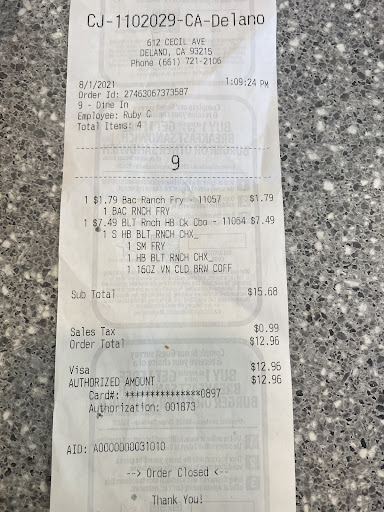 CJ-1102029-CA-Delano
612 CECIL AVE
DELANO, CA 93215
Phone (661) 721-2106
8/1/2021 1:09:24 PM
Order Id: 27463067373587
9 - Dine In
Employee: Ruby G
Total Items: 4
9
1 $1.79 Bac Ranch Fry - 11057 $1.79
1 BAC RNCH FRY
1 $7.49 BLT Rnch HB Ck Cbo - 11064 $7.49
1 S HB BLT RNCH CHX_
1 SM FRY
1 HB BLT RNCH CHX_
1 16OZ VN CLD BRW COFF
Sub Total $15.68
Sales Tax $0.99
Order Total $12.96
Visa $12.96
AUTHORIZED AMOUNT $12.96
Card#: ***************0897
Authorization: 001873
AID: A0000000031010
--> Order Closed <--
Thank You!